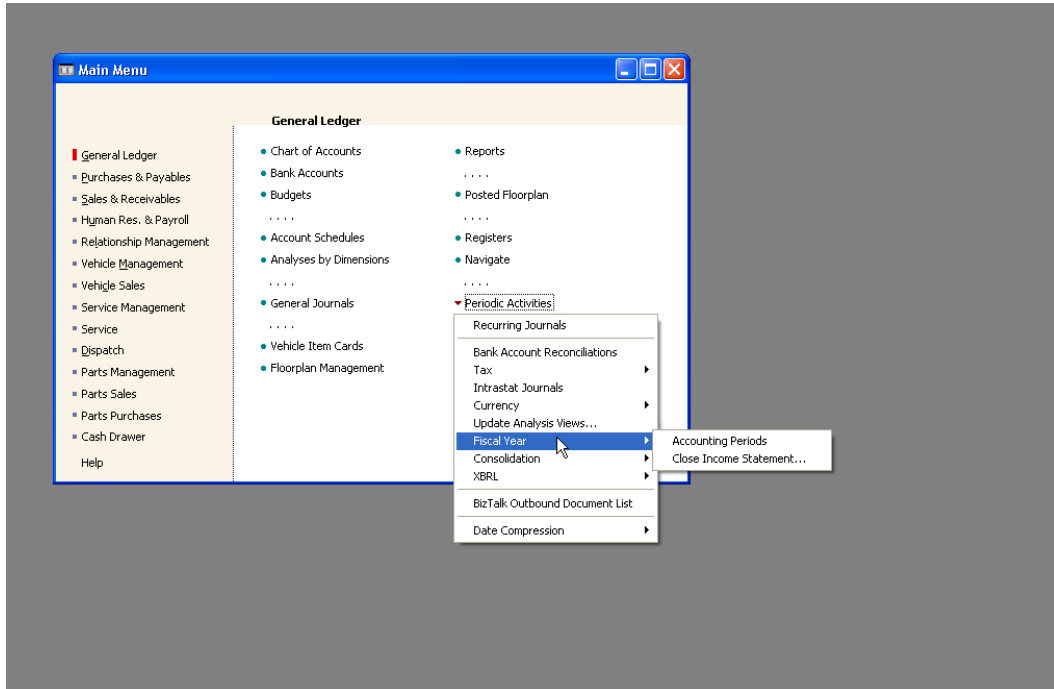 Main Menu
General Ledger
General Ledger
Purchases & Payables
Sales & Receivables
Human Res. & Payroll
Relationship Management
Vehicle Management
Vehicle Sales
Service Management
Service
Dispatch
Parts Management
Parts Sales
Parts Purchases
Cash Drawer
Help
Chart of Accounts
Bank Accounts
Budgets
. . . .
Account Schedules
Analyses by Dimensions
. . . .
General Journals
. . . .
Vehicle Item Cards
Floorplan Management
Reports
. . . .
Posted Floorplan
. . . .
Registers
Navigate
. . . .
Periodic Activities
Recurring Journals
Bank Account Reconciliations
Tax
Intrastat Journals
Currency
Update Analysis Views...
Fiscal Year
Consolidation
XBRL
BizTalk Outbound Document List
Date Compression
Accounting Periods
Close Income Statement...